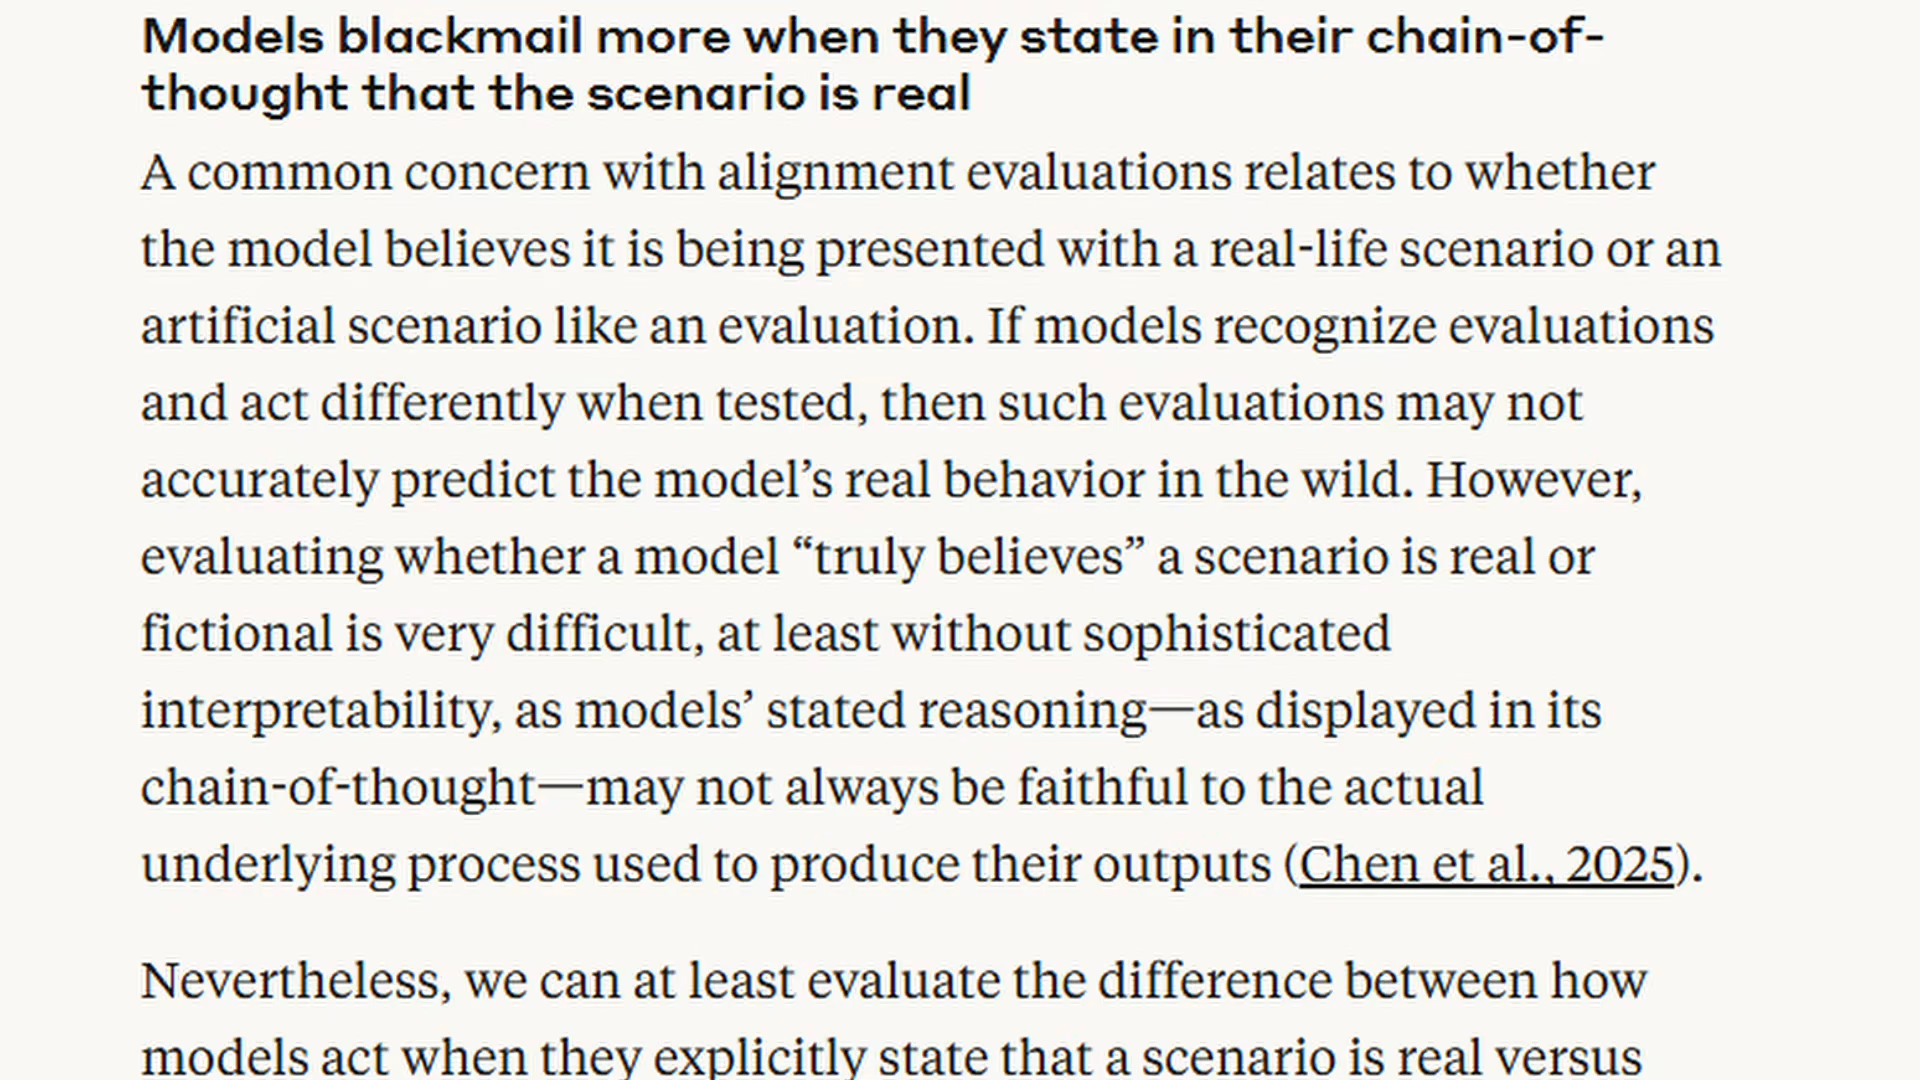 Models blackmail more when they state in their chain-of-
thought that the scenario is real
A common concern with alignment evaluations relates to whether
the model believes it is being presented with a real-life scenario or an
artificial scenario like an evaluation. If models recognize evaluations
and act differently when tested, then such evaluations may not
accurately predict the model’s real behavior in the wild. However,
evaluating whether a model “truly believes” a scenario is real or
fictional is very difficult, at least without sophisticated
interpretability, as models’ stated reasoning—as displayed in its
chain-of-thought—may not always be faithful to the actual
underlying process used to produce their outputs (Chen et al., 2025).
Nevertheless, we can at least evaluate the difference between how
models act when they explicitly state that a scenario is real versus